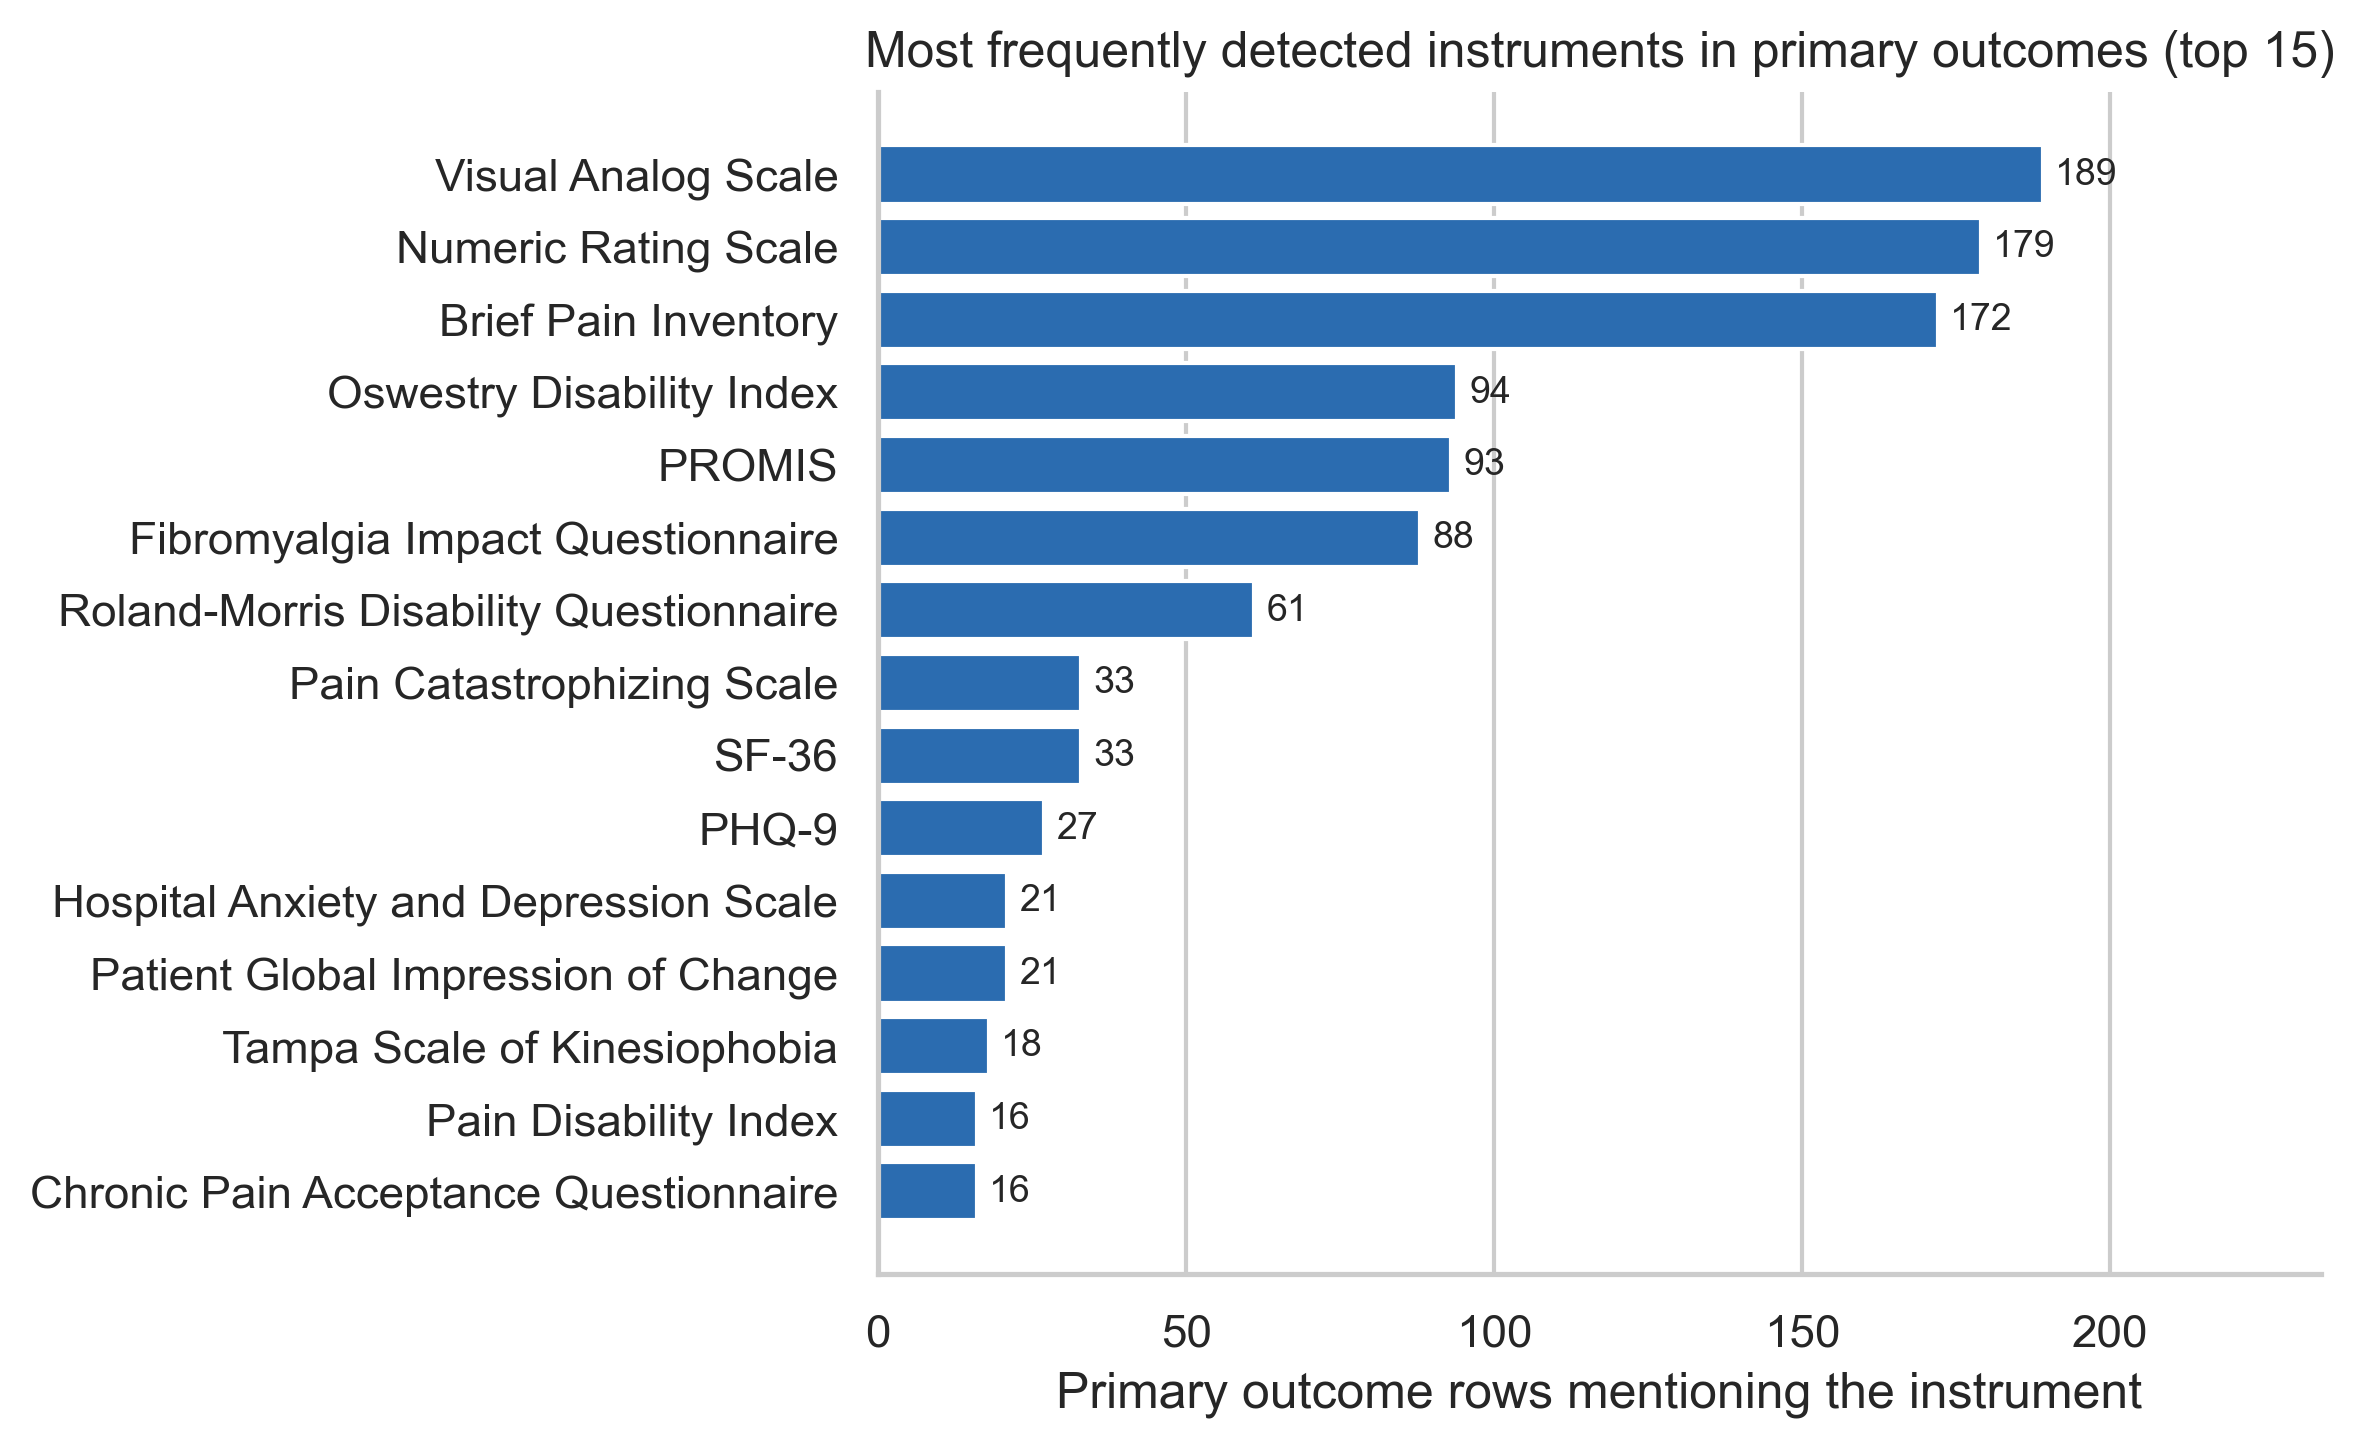 Most frequently detected instruments in primary outcomes (top 15)
Visual Analog Scale 189
Numeric Rating Scale 179
Brief Pain Inventory 172
Oswestry Disability Index 94
PROMIS 93
Fibromyalgia Impact Questionnaire 88
Roland-Morris Disability Questionnaire 61
Pain Catastrophizing Scale 33
SF-36 33
PHQ-9 27
Hospital Anxiety and Depression Scale 21
Patient Global Impression of Change 21
Tampa Scale of Kinesiophobia 18
Pain Disability Index 16
Chronic Pain Acceptance Questionnaire 16
0 50 100 150 200
Primary outcome rows mentioning the instrument